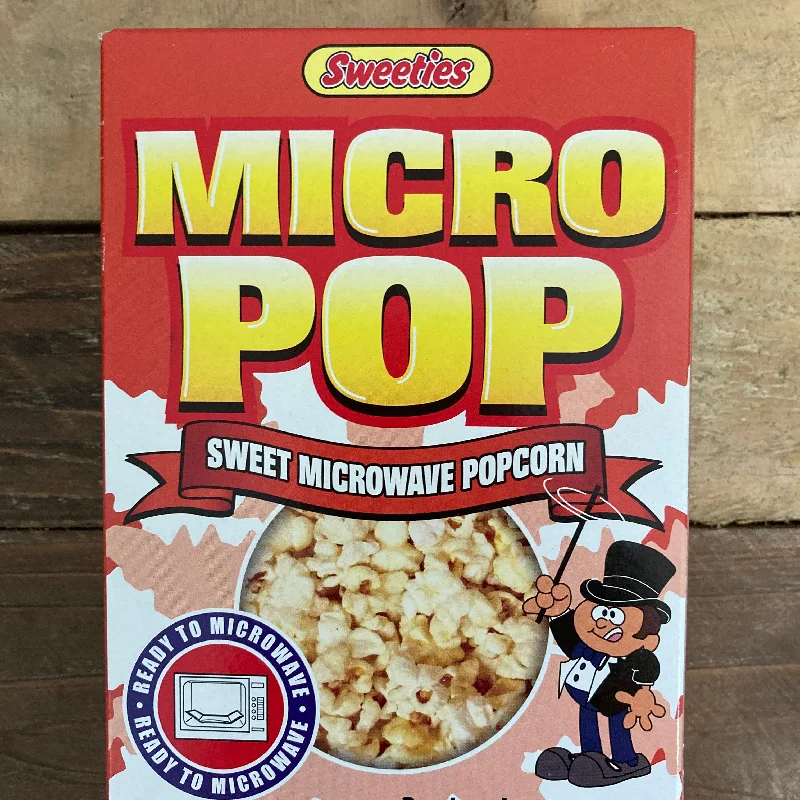 Sweeties
MICRO
POP
SWEET MICROWAVE POPCORN
READY TO MICROWAVE •
READY TO MICROWAVE •